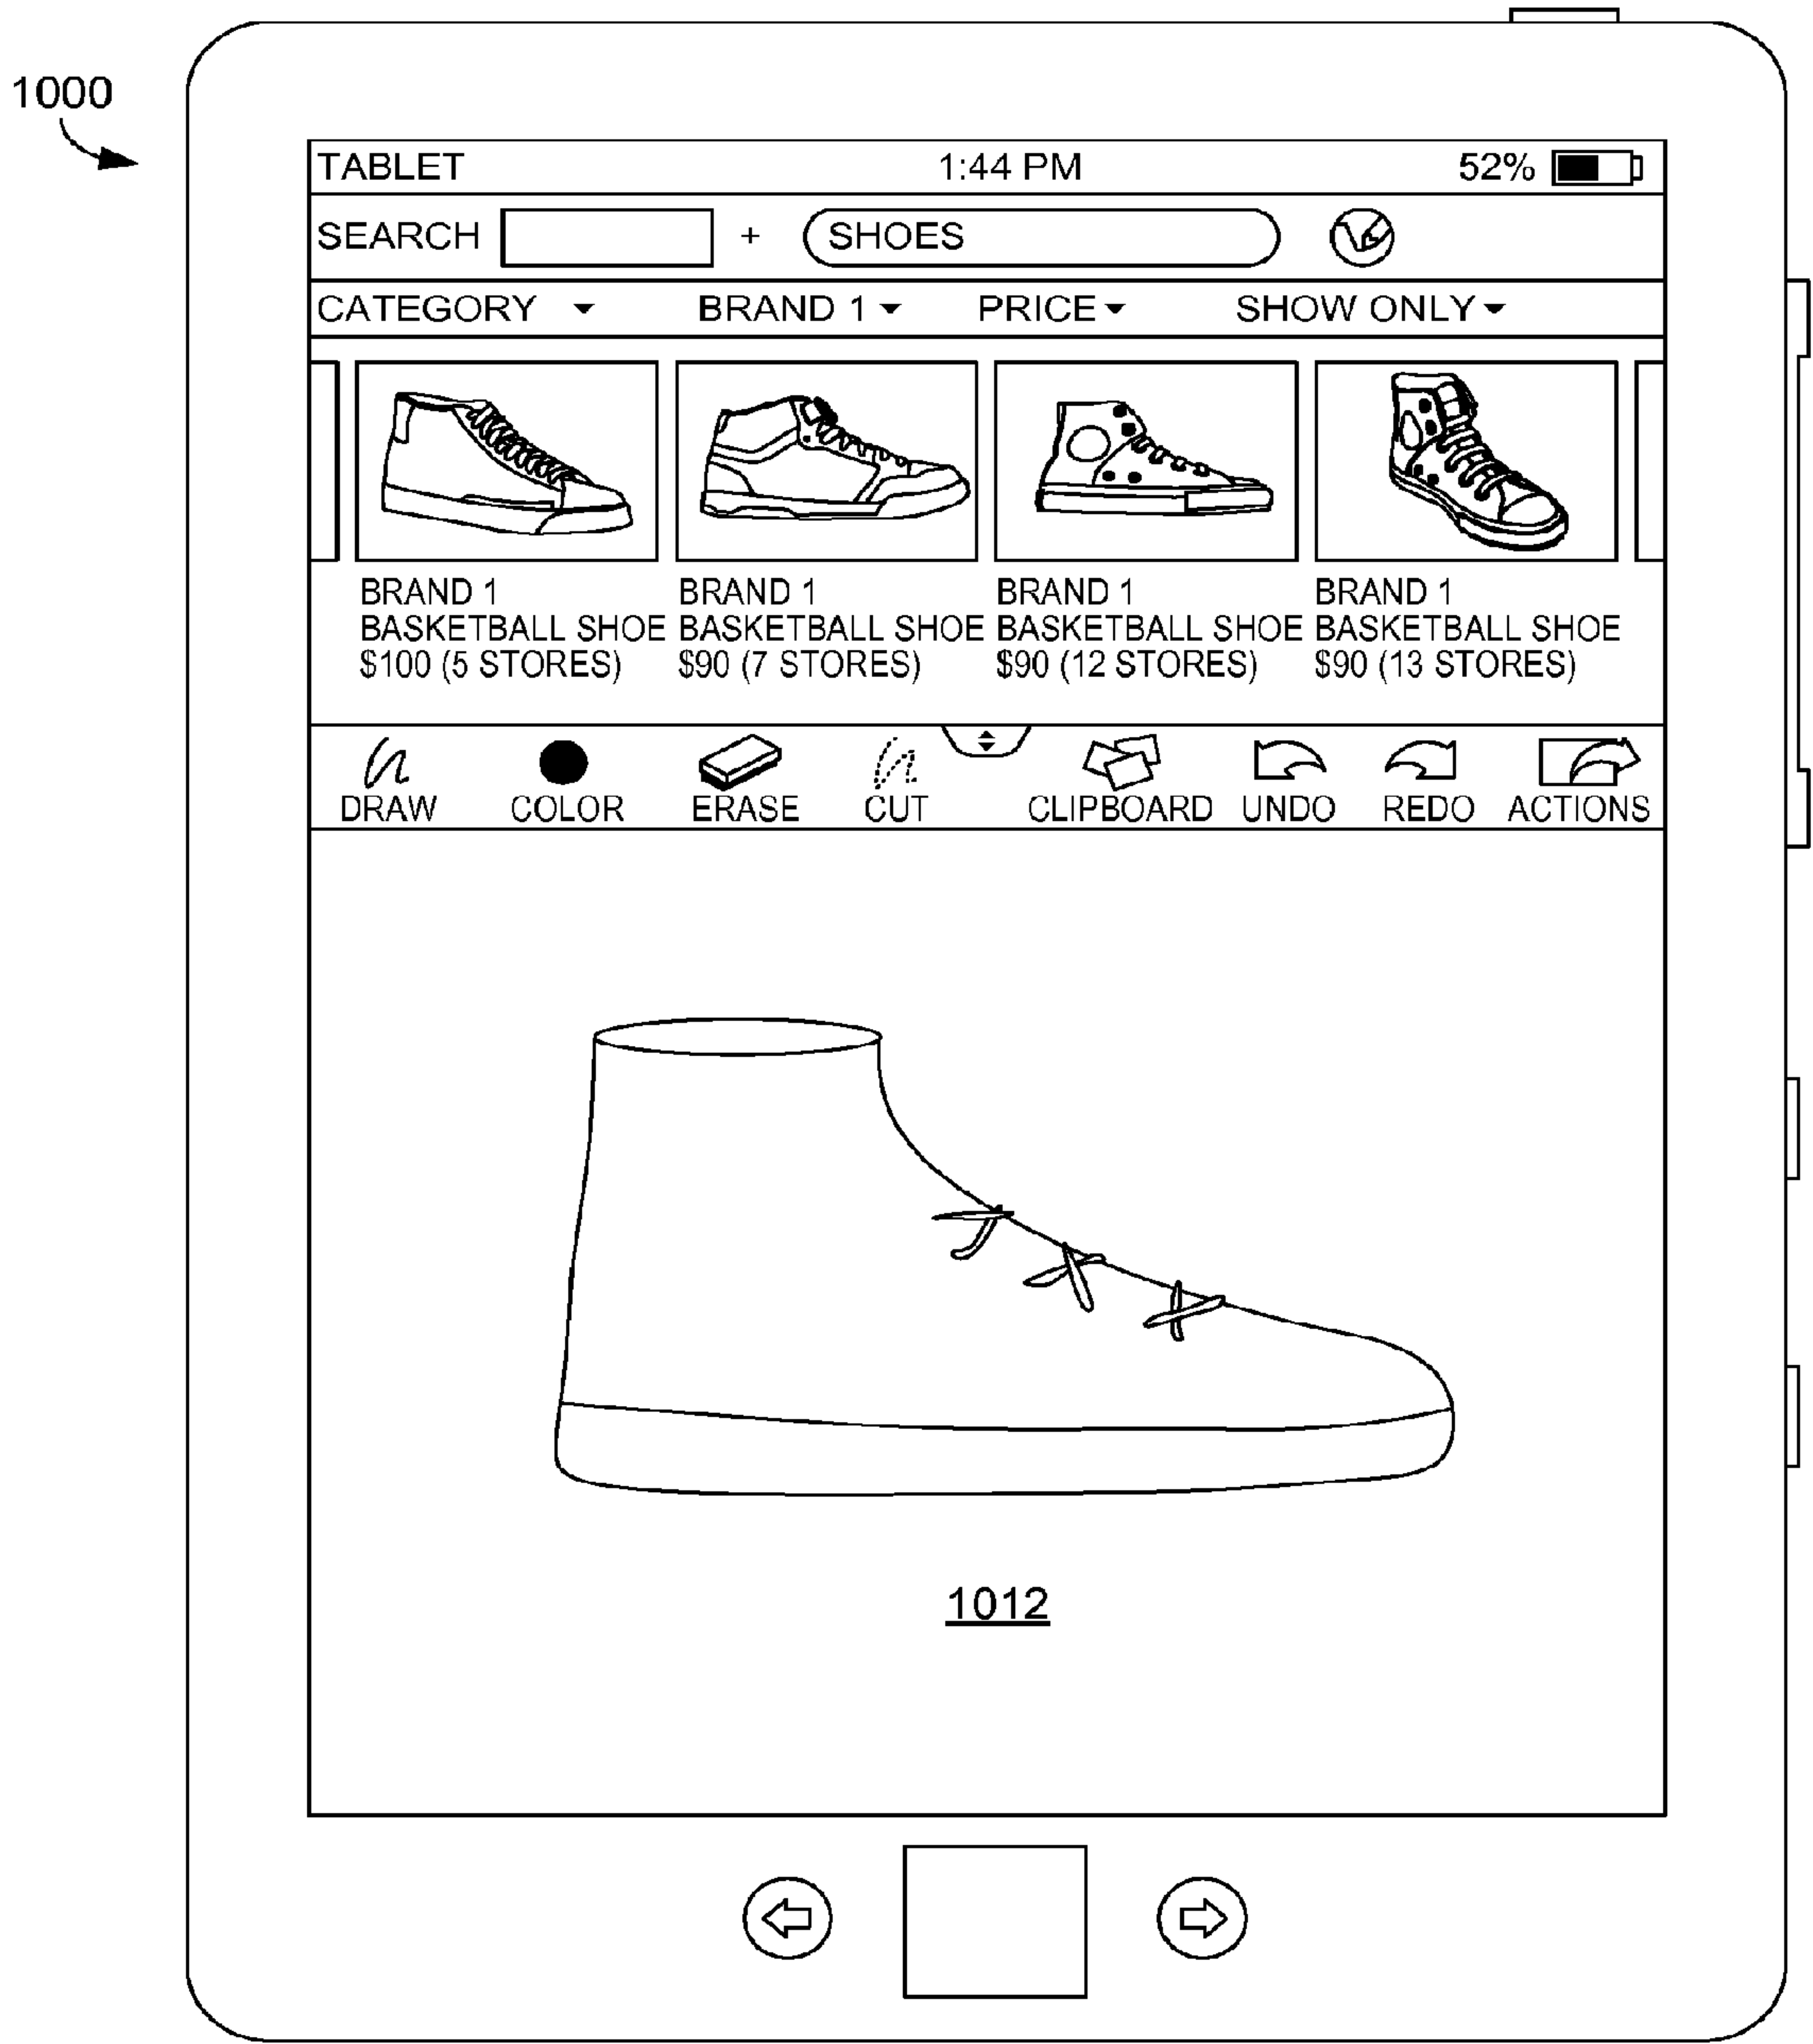 1000
TABLET 1:44 PM 52%
SEARCH + SHOES
CATEGORY BRAND 1 PRICE SHOW ONLY
BRAND 1 BRAND 1 BRAND 1 BRAND 1
BASKETBALL SHOE BASKETBALL SHOE BASKETBALL SHOE BASKETBALL SHOE
$100 (5 STORES) $90 (7 STORES) $90 (12 STORES) $90 (13 STORES)
DRAW COLOR ERASE CUT CLIPBOARD UNDO REDO ACTIONS
1012